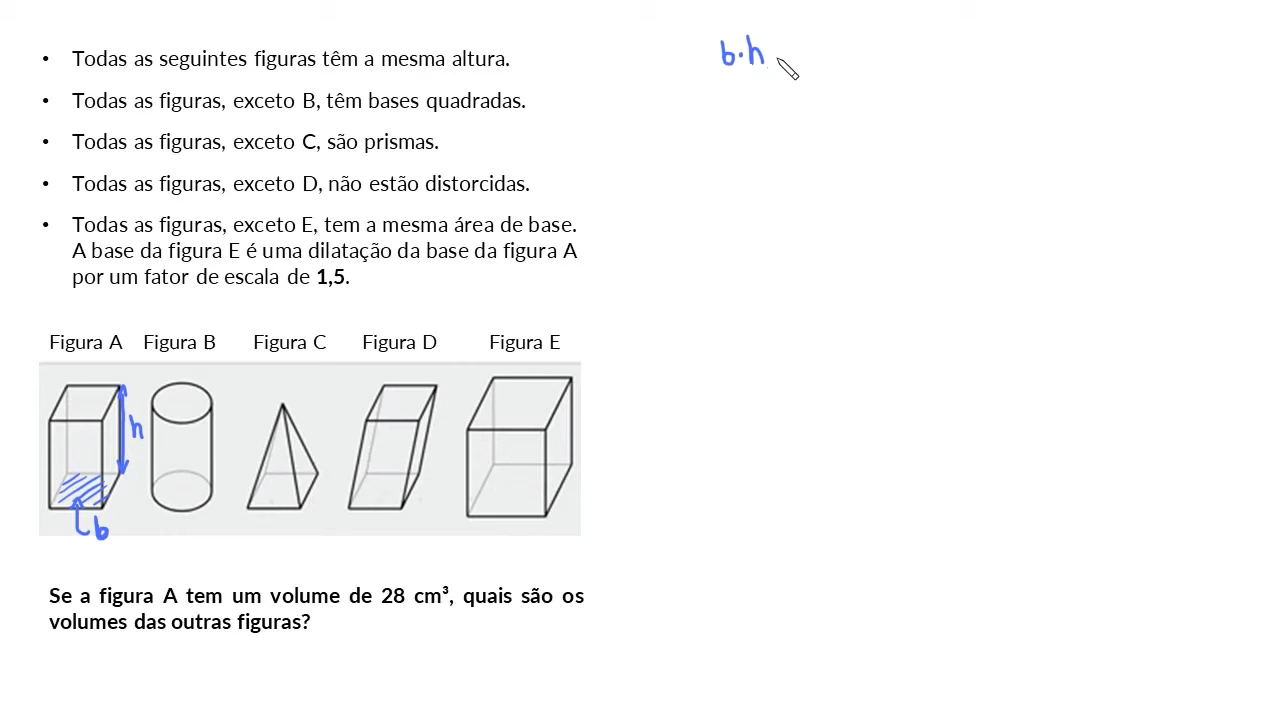 • Todas as seguintes figuras têm a mesma altura.
• Todas as figuras, exceto B, têm bases quadradas.
• Todas as figuras, exceto C, são prismas.
• Todas as figuras, exceto D, não estão distorcidas.
• Todas as figuras, exceto E, tem a mesma área de base.
A base da figura E é uma dilatação da base da figura A
por um fator de escala de 1,5.
Figura A Figura B Figura C Figura D Figura E
h
b
Se a figura A tem um volume de 28 cm³, quais são os
volumes das outras figuras?
b·h